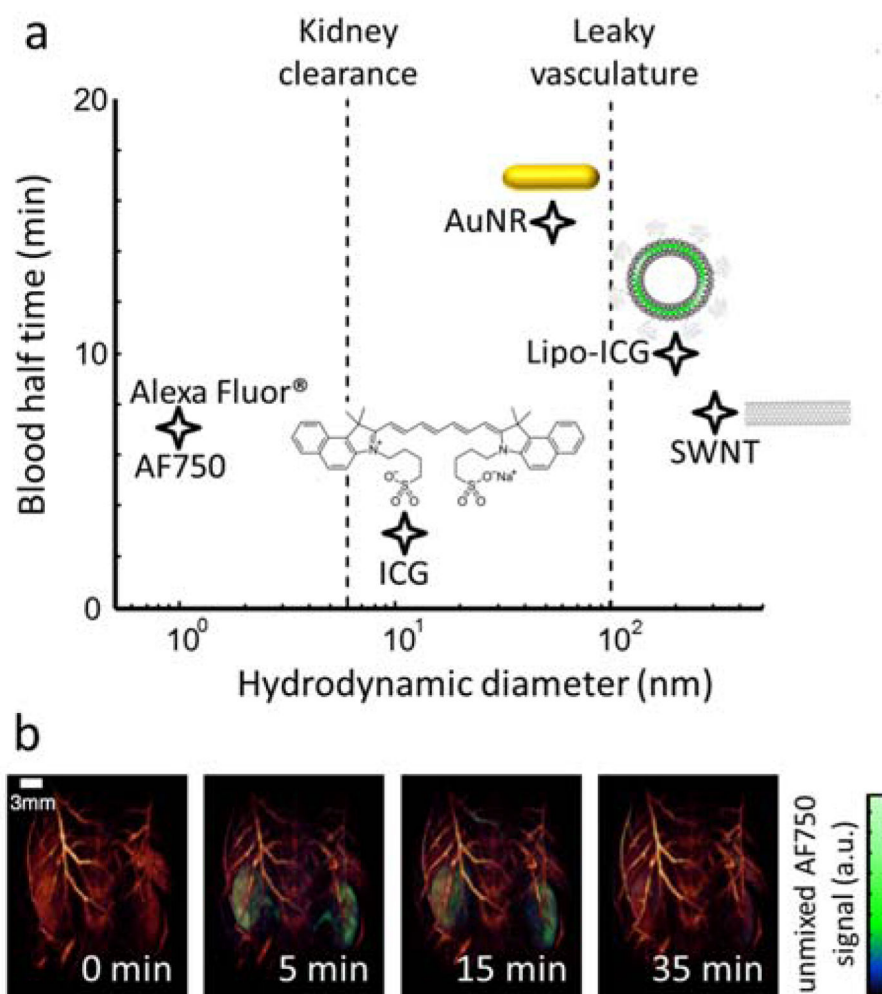 a
Kidney clearance
Leaky vasculature
20
10
0
Blood half time (min)
AuNR
Lipo-ICG
SWNT
Alexa Fluor®
AF750
N⁺
N
O⁻
S
O O
O⁻Na⁺
S
O O
ICG
10⁰
10¹
10²
Hydrodynamic diameter (nm)
b
3mm
0 min
5 min
15 min
35 min
unmixed AF750
signal (a.u.)